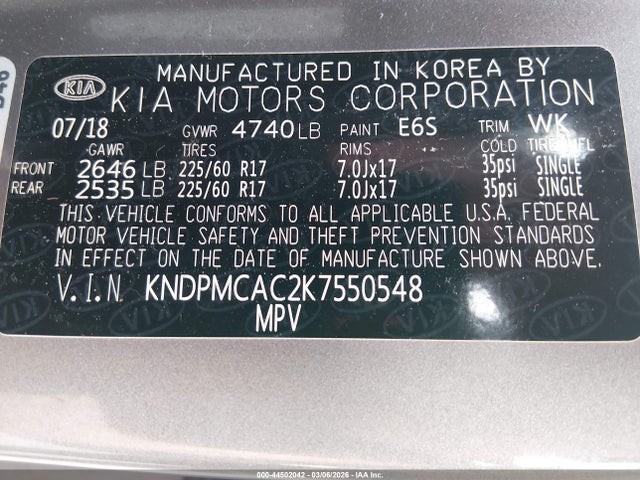 KIA
MANUFACTURED IN KOREA BY
KIA MOTORS CORPORATION
07/18 GVWR 4740 LB PAINT E6S TRIM WK
GAWR TIRES RIMS COLD TIRE INFL
FRONT 2646 LB 225/60 R17 7.0Jx17 35psi SINGLE
REAR 2535 LB 225/60 R17 7.0Jx17 35psi SINGLE
THIS VEHICLE CONFORMS TO ALL APPLICABLE U.S.A. FEDERAL
MOTOR VEHICLE SAFETY AND THEFT PREVENTION STANDARDS
IN EFFECT ON THE DATE OF MANUFACTURE SHOWN ABOVE.
V.I.N KNDPMCAC2K7550548
MPV
000-44502042 - 03/06/2026 - IAA Inc.